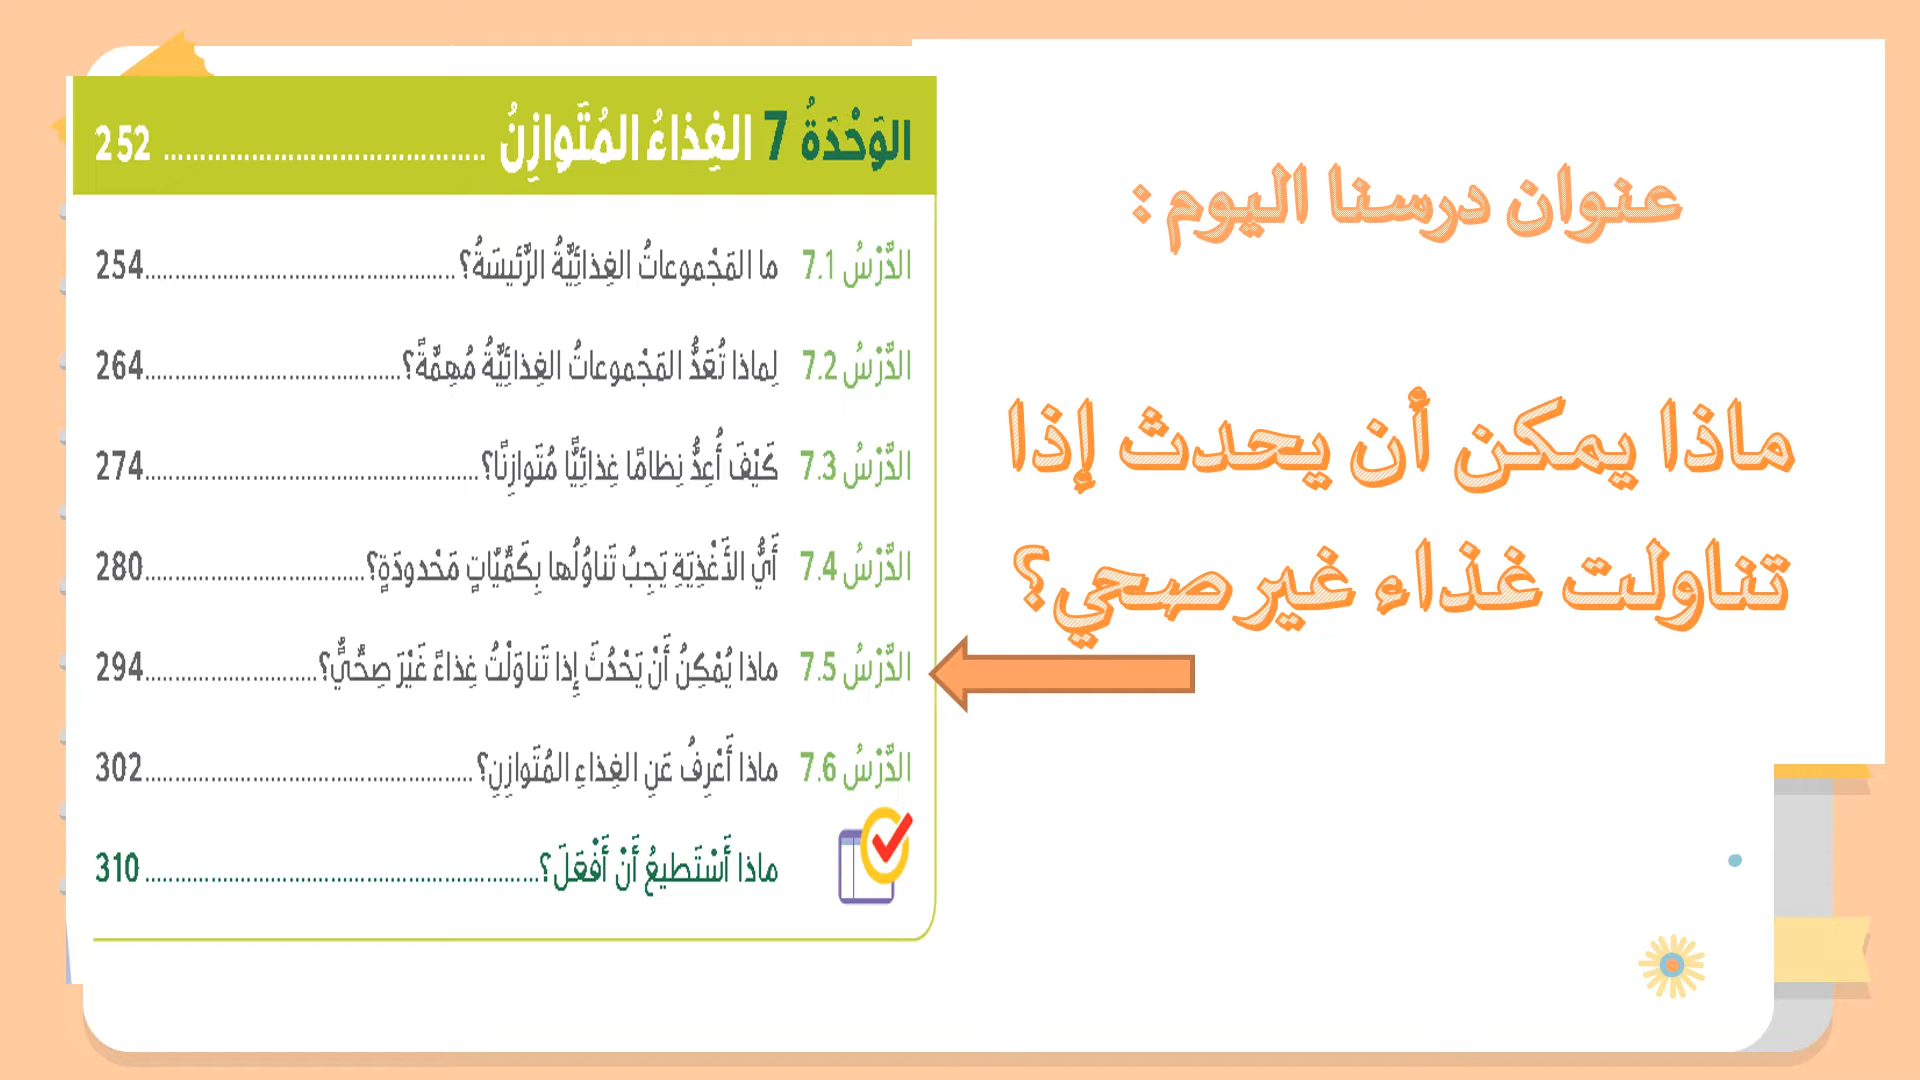 عنوان درسنا اليوم :
ماذا يمكن أن يحدث إذا
تناولت غذاء غير صحي؟
الوَحْدَةُ 7 الغِذاءُ المُتَوازِنُ ........................................ 252
الدَّرْسُ 7.1 ما المَجْموعاتُ الغِذائِيَّةُ الرَّئيسَةُ؟ ........................................ 254
الدَّرْسُ 7.2 لِماذا تُعَدُّ المَجْموعاتُ الغِذائِيَّةُ مُهِمَّةً؟ ........................................ 264
الدَّرْسُ 7.3 كَيْفَ أُعِدُّ نِظامًا غِذائِيًّا مُتَوازِنًا؟ ........................................ 274
الدَّرْسُ 7.4 أَيُّ الأَغْذِيَةِ يَجِبُ تَناوُلُها بِكَمِّيّاتٍ مَحْدودَةٍ؟ ........................................ 280
الدَّرْسُ 7.5 ماذا يُمْكِنُ أَنْ يَحْدُثَ إِذا تَناوَلْتُ غِذاءً غَيْرَ صِحِّيٍّ؟ ........................................ 294
الدَّرْسُ 7.6 ماذا أَعْرِفُ عَنِ الغِذاءِ المُتَوازِنِ؟ ........................................ 302
ماذا أَسْتَطيعُ أَنْ أَفْعَلَ؟ ........................................ 310